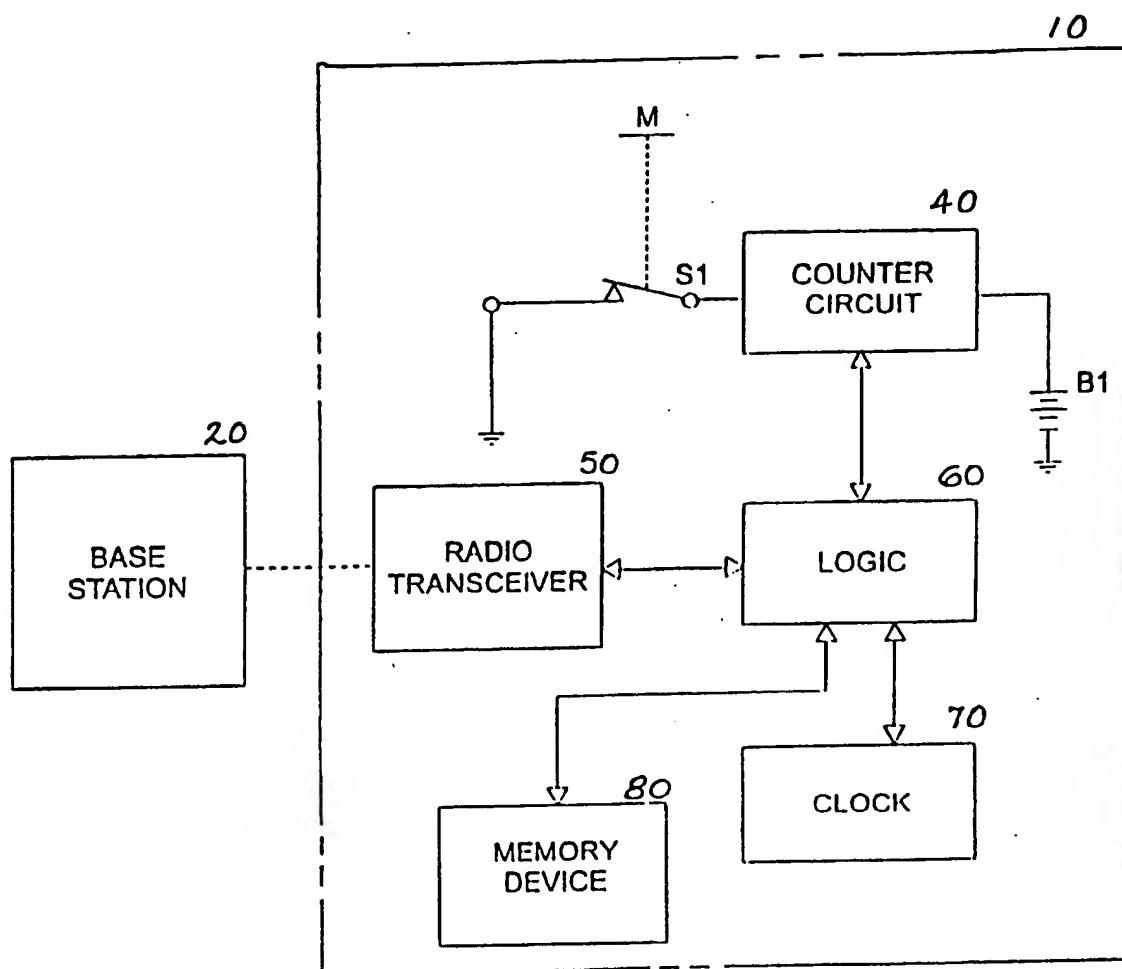 10
M
40
S1
COUNTER
CIRCUIT
B1
20
50
60
BASE
STATION
RADIO
TRANSCEIVER
LOGIC
70
80
CLOCK
MEMORY
DEVICE